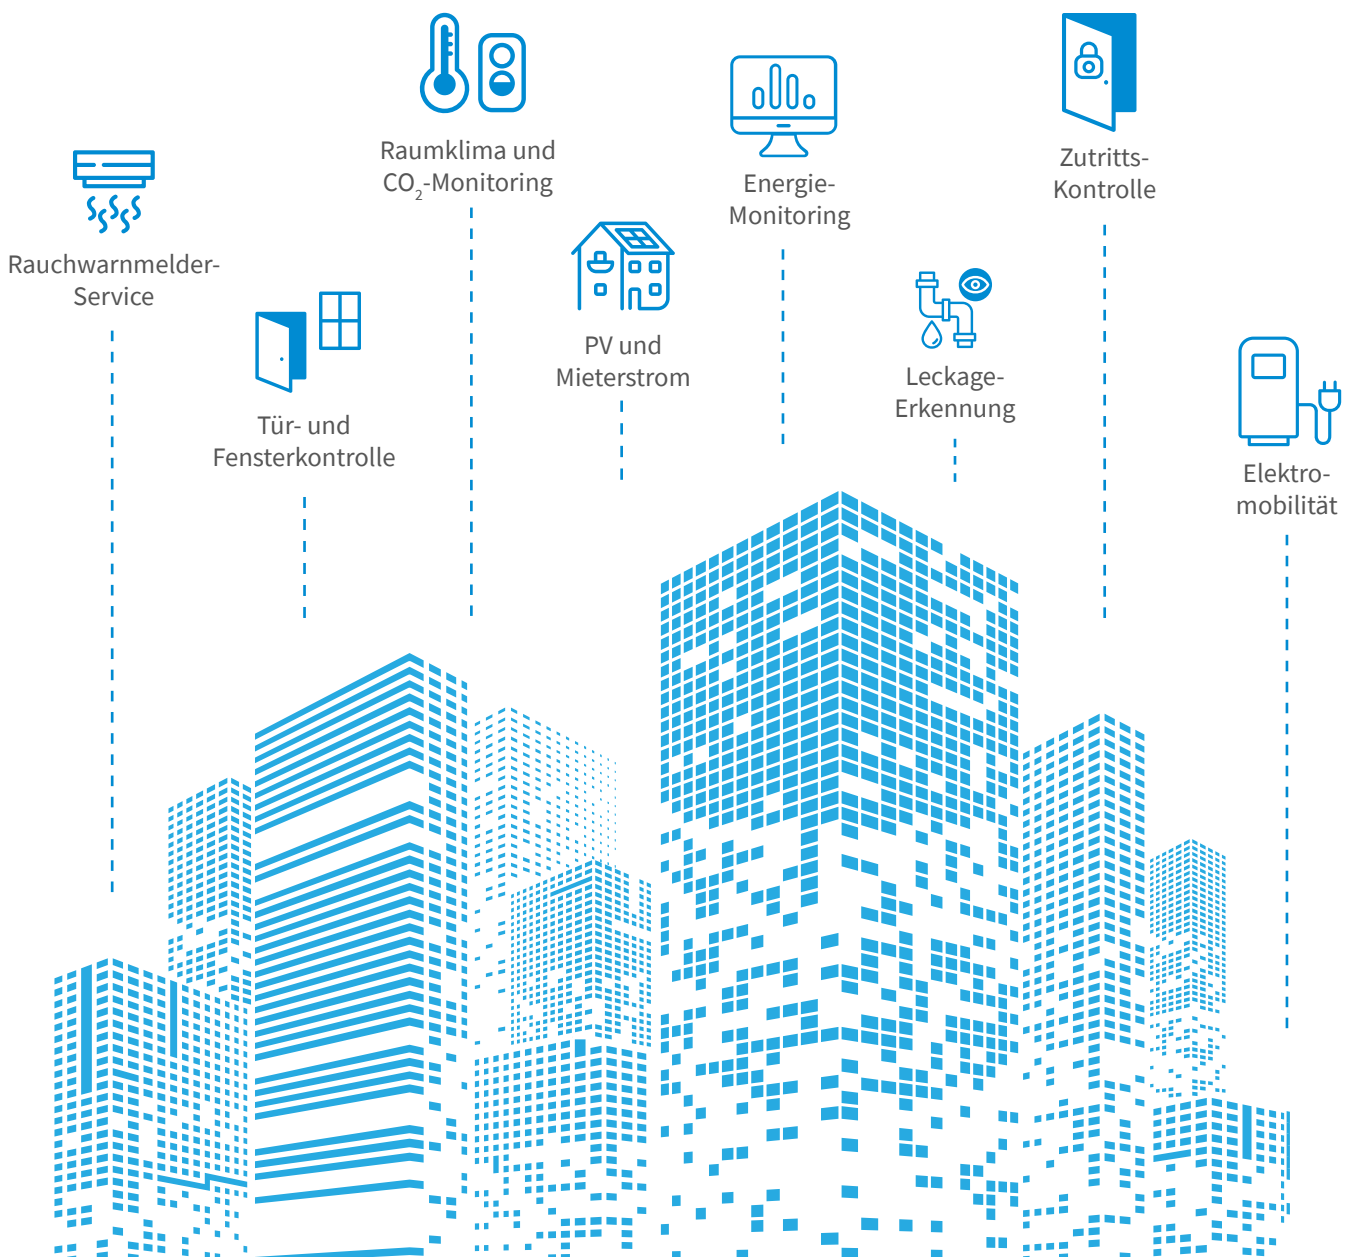 Rauchwarnmelder-
Service
Tür- und
Fensterkontrolle
Raumklima und
CO₂-Monitoring
PV und
Mieterstrom
Energie-
Monitoring
Leckage-
Erkennung
Zutritts-
Kontrolle
Elektro-
mobilität